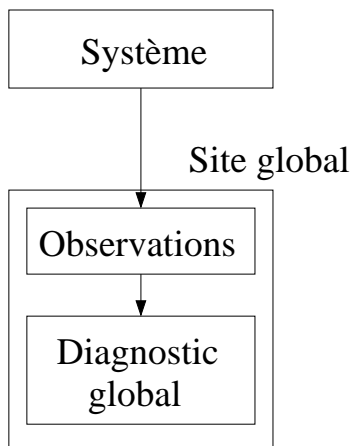 Système
Site global
Observations
Diagnostic
global